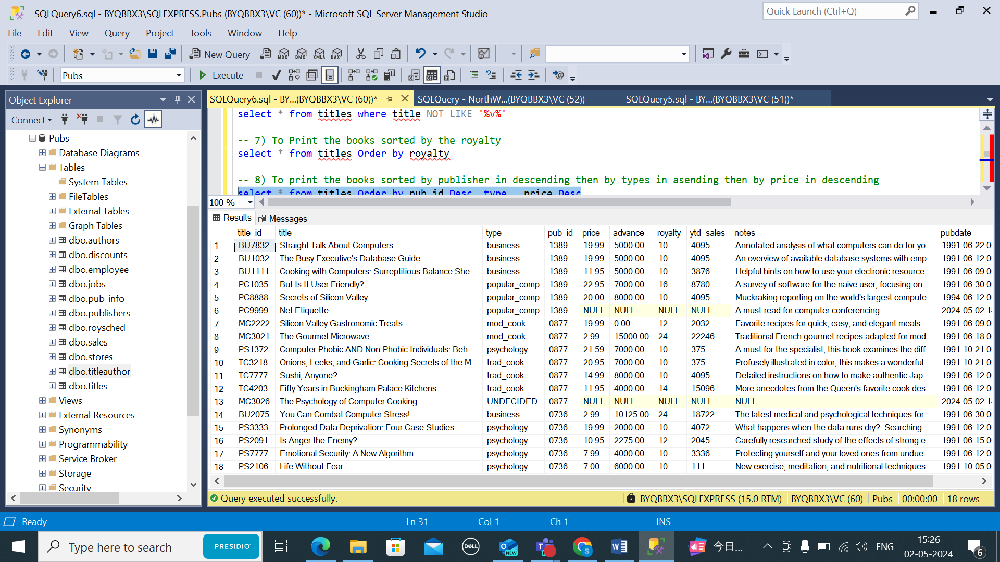 SQLQuery6.sql - BYQBBX3\SQLEXPRESS.Pubs (BYQBBX3\VC (60))* - Microsoft SQL Server Management Studio
Quick Launch (Ctrl+Q)
File Edit View Query Project Tools Window Help
New Query MDX DMX XMLA DAX
Pubs Execute
Object Explorer
Connect
Pubs
Database Diagrams
Tables
System Tables
FileTables
External Tables
Graph Tables
dbo.authors
dbo.discounts
dbo.employee
dbo.jobs
dbo.pub_info
dbo.publishers
dbo.roysched
dbo.sales
dbo.stores
dbo.titleauthor
dbo.titles
Views
External Resources
Synonyms
Programmability
Service Broker
Storage
Security
SQLQuery6.sql - BY...(BYQBBX3\VC (60))* SQLQuery - NorthW...(BYQBBX3\VC (52)) SQLQuery5.sql - BY...(BYQBBX3\VC (51))*
select * from titles where title NOT LIKE '%v%'
-- 7) To Print the books sorted by the royalty
select * from titles Order by royalty
-- 8) To print the books sorted by publisher in descending then by types in asending then by price in descending
select * from titles Order by pub_id Desc, type , price Desc
100 %
Results Messages
title_id title type pub_id price advance royalty ytd_sales notes pubdate
1 BU7832 Straight Talk About Computers business 1389 19.99 5000.00 10 4095 Annotated analysis of what computers can do for yo... 1991-06-22 0
2 BU1032 The Busy Executive's Database Guide business 1389 19.99 5000.00 10 4095 An overview of available database systems with emp... 1991-06-12 0
3 BU1111 Cooking with Computers: Surreptitious Balance She... business 1389 11.95 5000.00 10 3876 Helpful hints on how to use your electronic resource... 1991-06-09 0
4 PC1035 But Is It User Friendly? popular_comp 1389 22.95 7000.00 16 8780 A survey of software for the naive user, focusing on ... 1991-06-30 0
5 PC8888 Secrets of Silicon Valley popular_comp 1389 20.00 8000.00 10 4095 Muckraking reporting on the world's largest compute... 1994-06-12 0
6 PC9999 Net Etiquette popular_comp 1389 NULL NULL NULL NULL A must-read for computer conferencing. 2024-05-02 1
7 MC2222 Silicon Valley Gastronomic Treats mod_cook 0877 19.99 0.00 12 2032 Favorite recipes for quick, easy, and elegant meals. 1991-06-09 0
8 MC3021 The Gourmet Microwave mod_cook 0877 2.99 15000.00 24 22246 Traditional French gourmet recipes adapted for mod... 1991-06-18 0
9 PS1372 Computer Phobic AND Non-Phobic Individuals: Beh... psychology 0877 21.59 7000.00 10 375 A must for the specialist, this book examines the diff... 1991-10-21 0
10 TC3218 Onions, Leeks, and Garlic: Cooking Secrets of the M... trad_cook 0877 20.95 7000.00 10 375 Profusely illustrated in color, this makes a wonderful ... 1991-10-21 0
11 TC7777 Sushi, Anyone? trad_cook 0877 14.99 8000.00 10 4095 Detailed instructions on how to make authentic Jap... 1991-06-12 0
12 TC4203 Fifty Years in Buckingham Palace Kitchens trad_cook 0877 11.95 4000.00 14 15096 More anecdotes from the Queen's favorite cook des... 1991-06-12 0
13 MC3026 The Psychology of Computer Cooking UNDECIDED 0877 NULL NULL NULL NULL NULL 2024-05-02 1
14 BU2075 You Can Combat Computer Stress! business 0736 2.99 10125.00 24 18722 The latest medical and psychological techniques for ... 1991-06-30 0
15 PS3333 Prolonged Data Deprivation: Four Case Studies psychology 0736 19.99 2000.00 10 4072 What happens when the data runs dry? Searching ... 1991-06-12 0
16 PS2091 Is Anger the Enemy? psychology 0736 10.95 2275.00 12 2045 Carefully researched study of the effects of strong e... 1991-06-15 0
17 PS7777 Emotional Security: A New Algorithm psychology 0736 7.99 4000.00 10 3336 Protecting yourself and your loved ones from undue ... 1991-06-12 0
18 PS2106 Life Without Fear psychology 0736 7.00 6000.00 10 111 New exercise, meditation, and nutritional techniques... 1991-10-05 0
Query executed successfully. BYQBBX3\SQLEXPRESS (15.0 RTM) BYQBBX3\VC (60) Pubs 00:00:00 18 rows
Ready Ln 31 Col 1 Ch 1 INS
Type here to search PRESIDIO DELL NEW 今日... ENG 15:26
02-05-2024 6